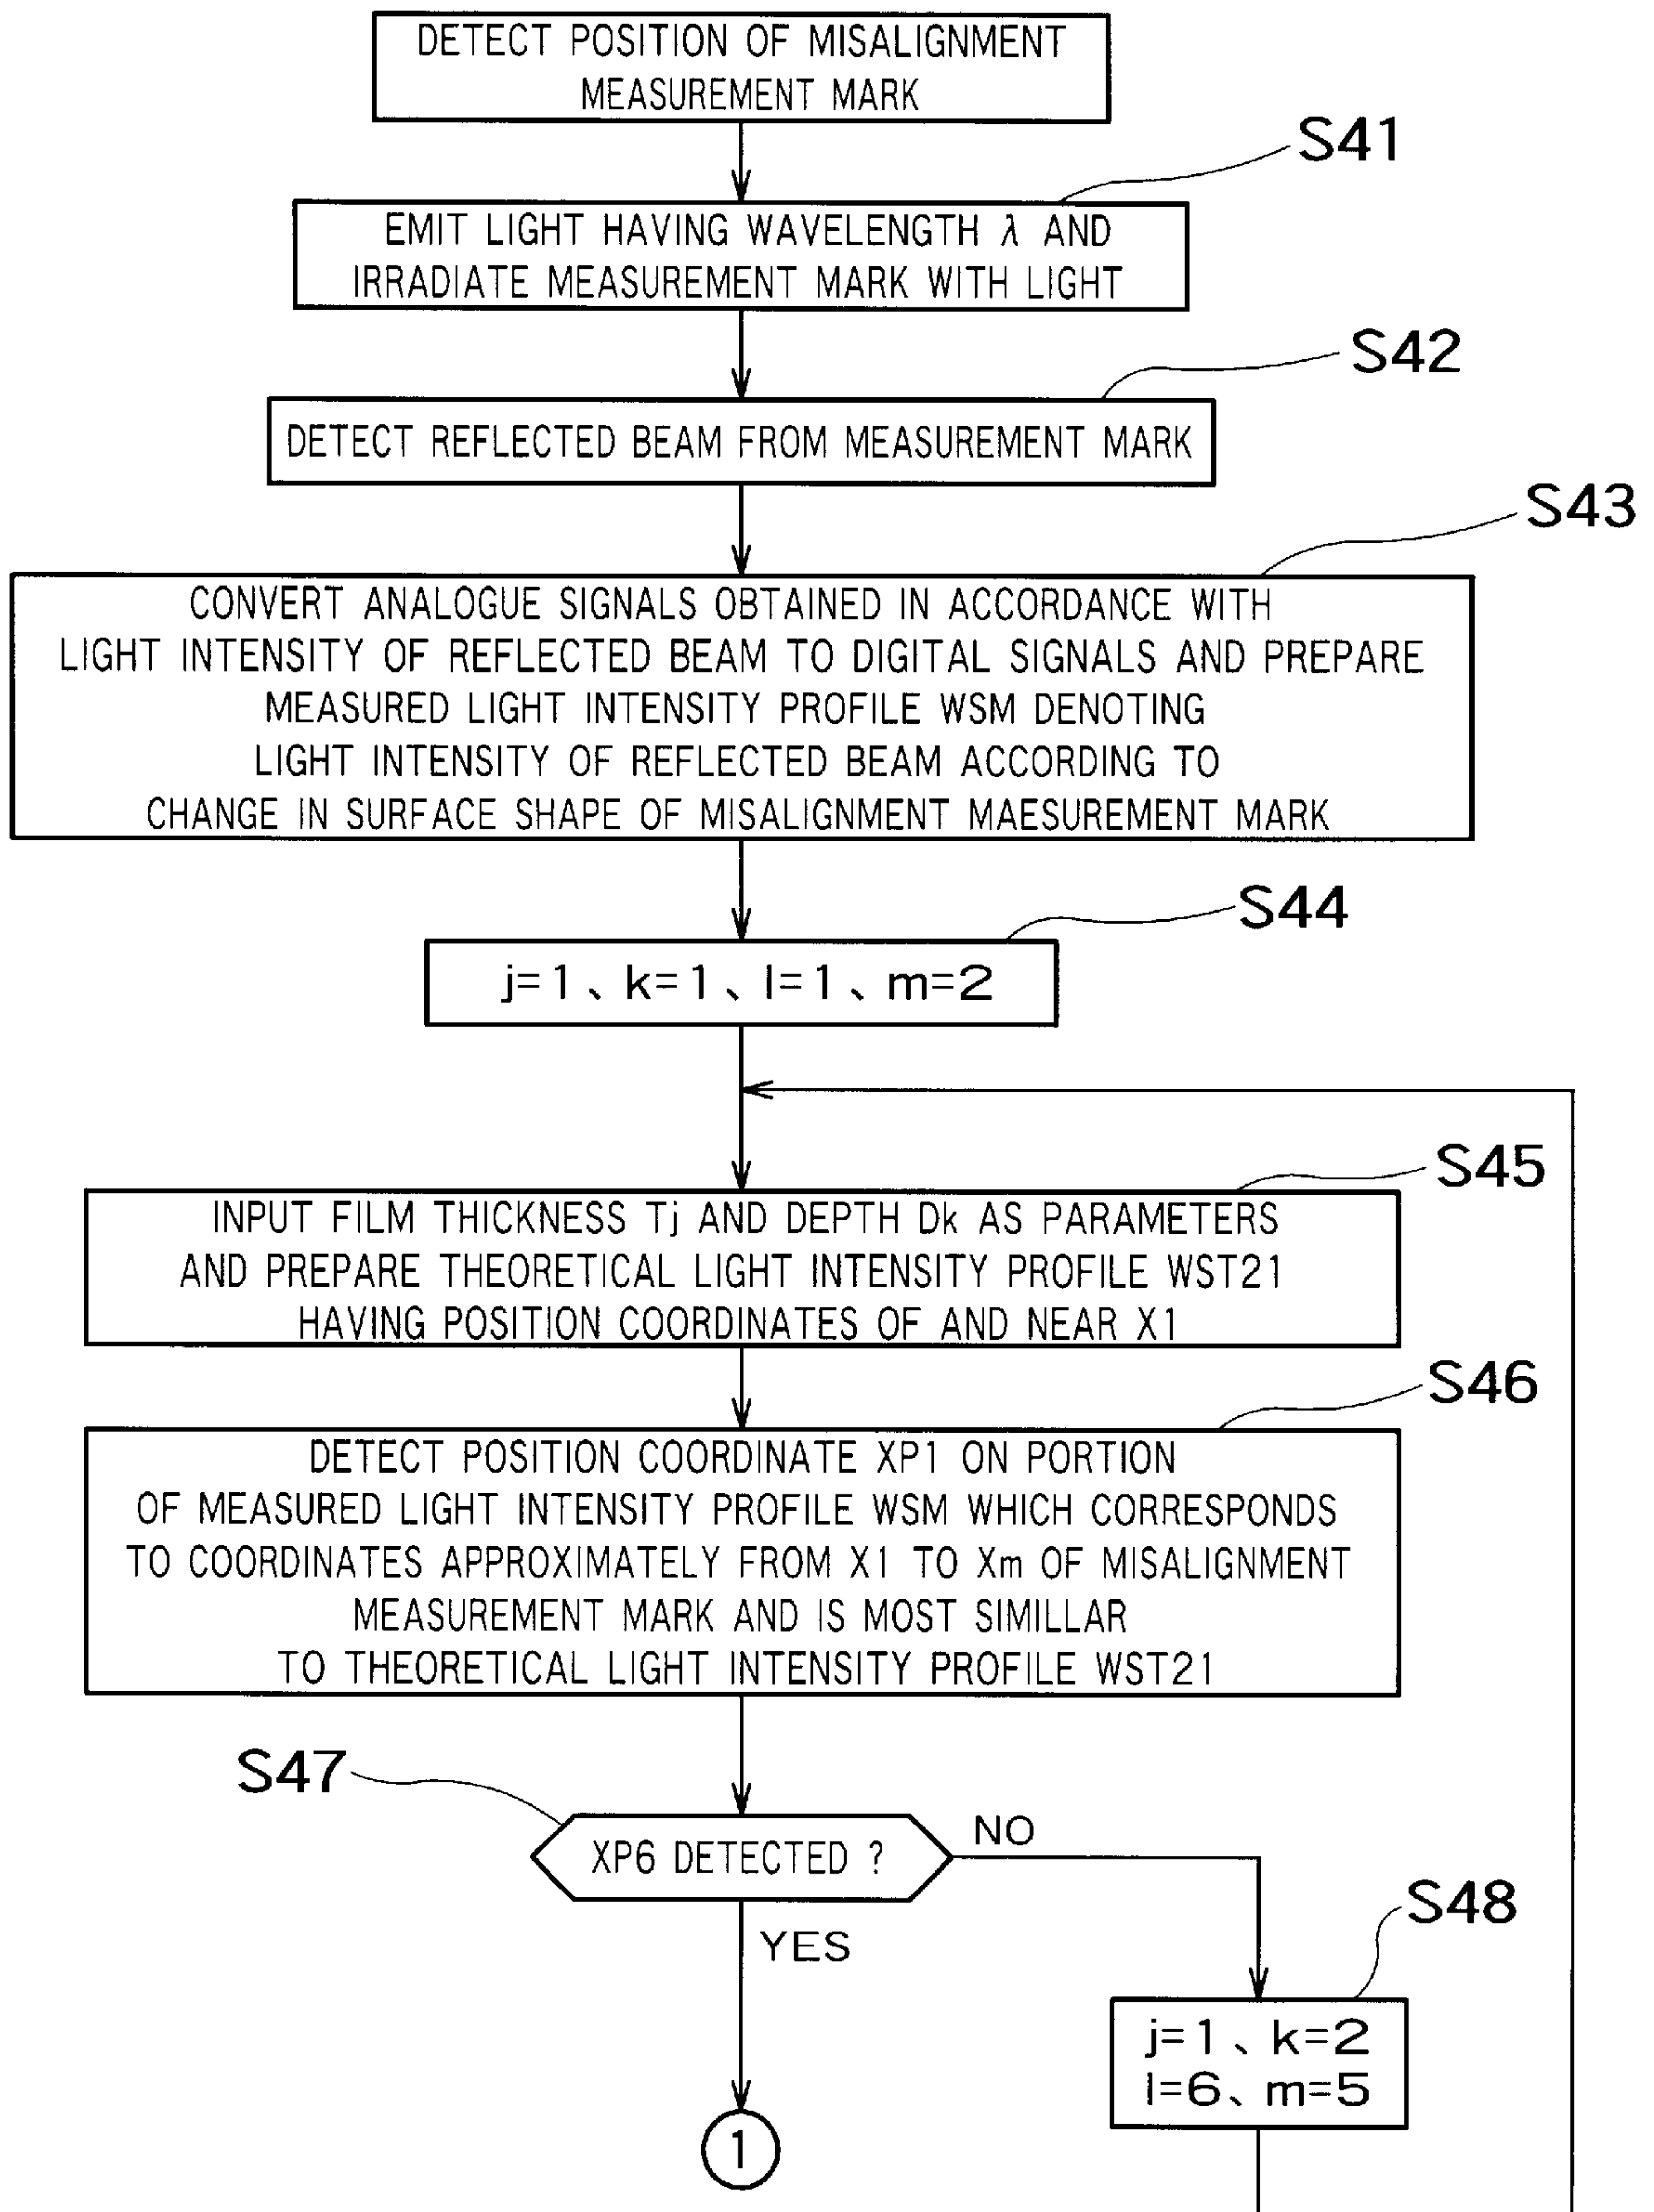 DETECT POSITION OF MISALIGNMENT
MEASUREMENT MARK
S41
EMIT LIGHT HAVING WAVELENGTH λ AND
IRRADIATE MEASUREMENT MARK WITH LIGHT
S42
DETECT REFLECTED BEAM FROM MEASUREMENT MARK
S43
CONVERT ANALOGUE SIGNALS OBTAINED IN ACCORDANCE WITH
LIGHT INTENSITY OF REFLECTED BEAM TO DIGITAL SIGNALS AND PREPARE
MEASURED LIGHT INTENSITY PROFILE WSM DENOTING
LIGHT INTENSITY OF REFLECTED BEAM ACCORDING TO
CHANGE IN SURFACE SHAPE OF MISALIGNMENT MAESUREMENT MARK
S44
j=1、k=1、l=1、m=2
S45
INPUT FILM THICKNESS Tj AND DEPTH Dk AS PARAMETERS
AND PREPARE THEORETICAL LIGHT INTENSITY PROFILE WST21
HAVING POSITION COORDINATES OF AND NEAR X1
S46
DETECT POSITION COORDINATE XP1 ON PORTION
OF MEASURED LIGHT INTENSITY PROFILE WSM WHICH CORRESPONDS
TO COORDINATES APPROXIMATELY FROM X1 TO Xm OF MISALIGNMENT
MEASUREMENT MARK AND IS MOST SIMILLAR
TO THEORETICAL LIGHT INTENSITY PROFILE WST21
S47
XP6 DETECTED ?
NO
YES
S48
j=1、k=2
l=6、m=5
1